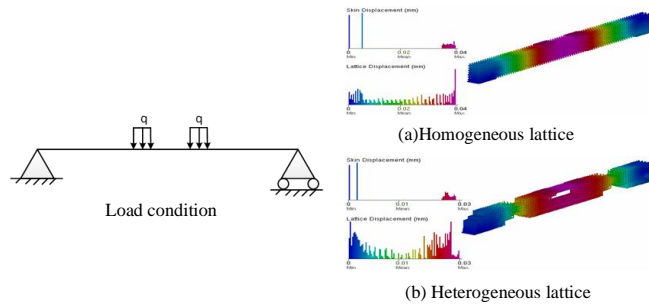 q
q
Load condition
Skin Displacement (mm)
0
0.02
0.04
Min
Mean
Max
Lattice Displacement (mm)
0
0.02
0.04
Min
Mean
Max
(a)Homogeneous lattice
Skin Displacement (mm)
0
0.01
0.03
Min
Mean
Max
Lattice Displacement (mm)
0
0.01
0.03
Min
Mean
Max
(b) Heterogeneous lattice